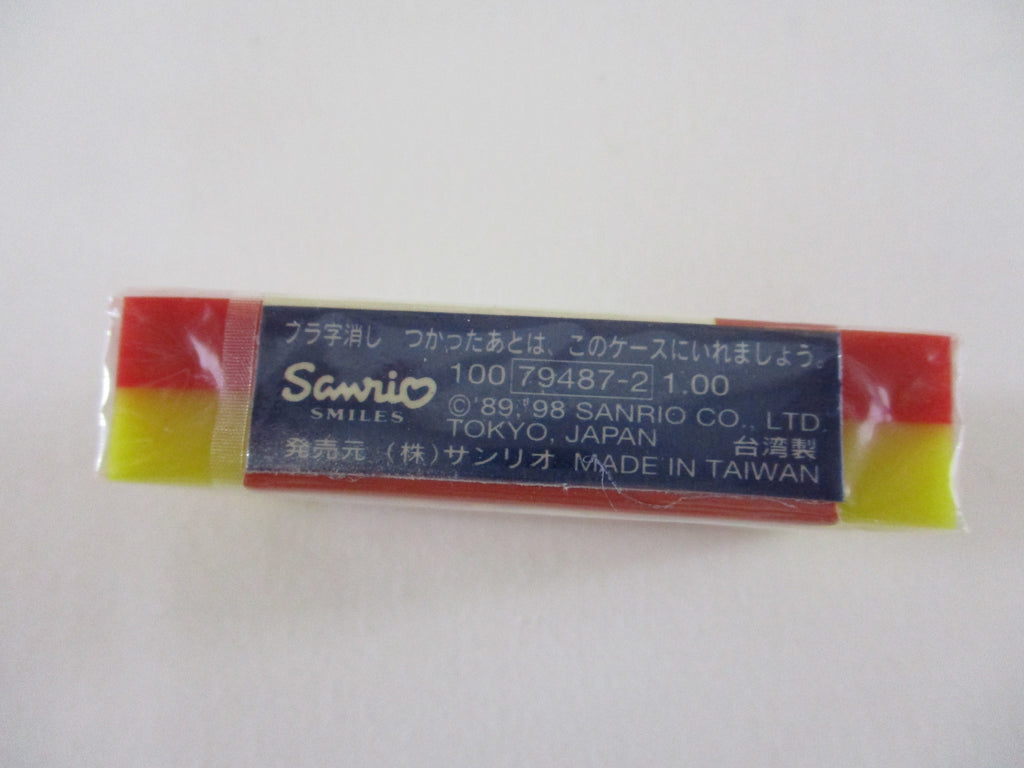 プラ字消し つかったあとは、このケースにいれましょう。
Sanrio
SMILES
100 79487-2 1.00
© '89, '98 SANRIO CO., LTD.
TOKYO, JAPAN 台湾製
発売元 (株)サンリオ MADE IN TAIWAN